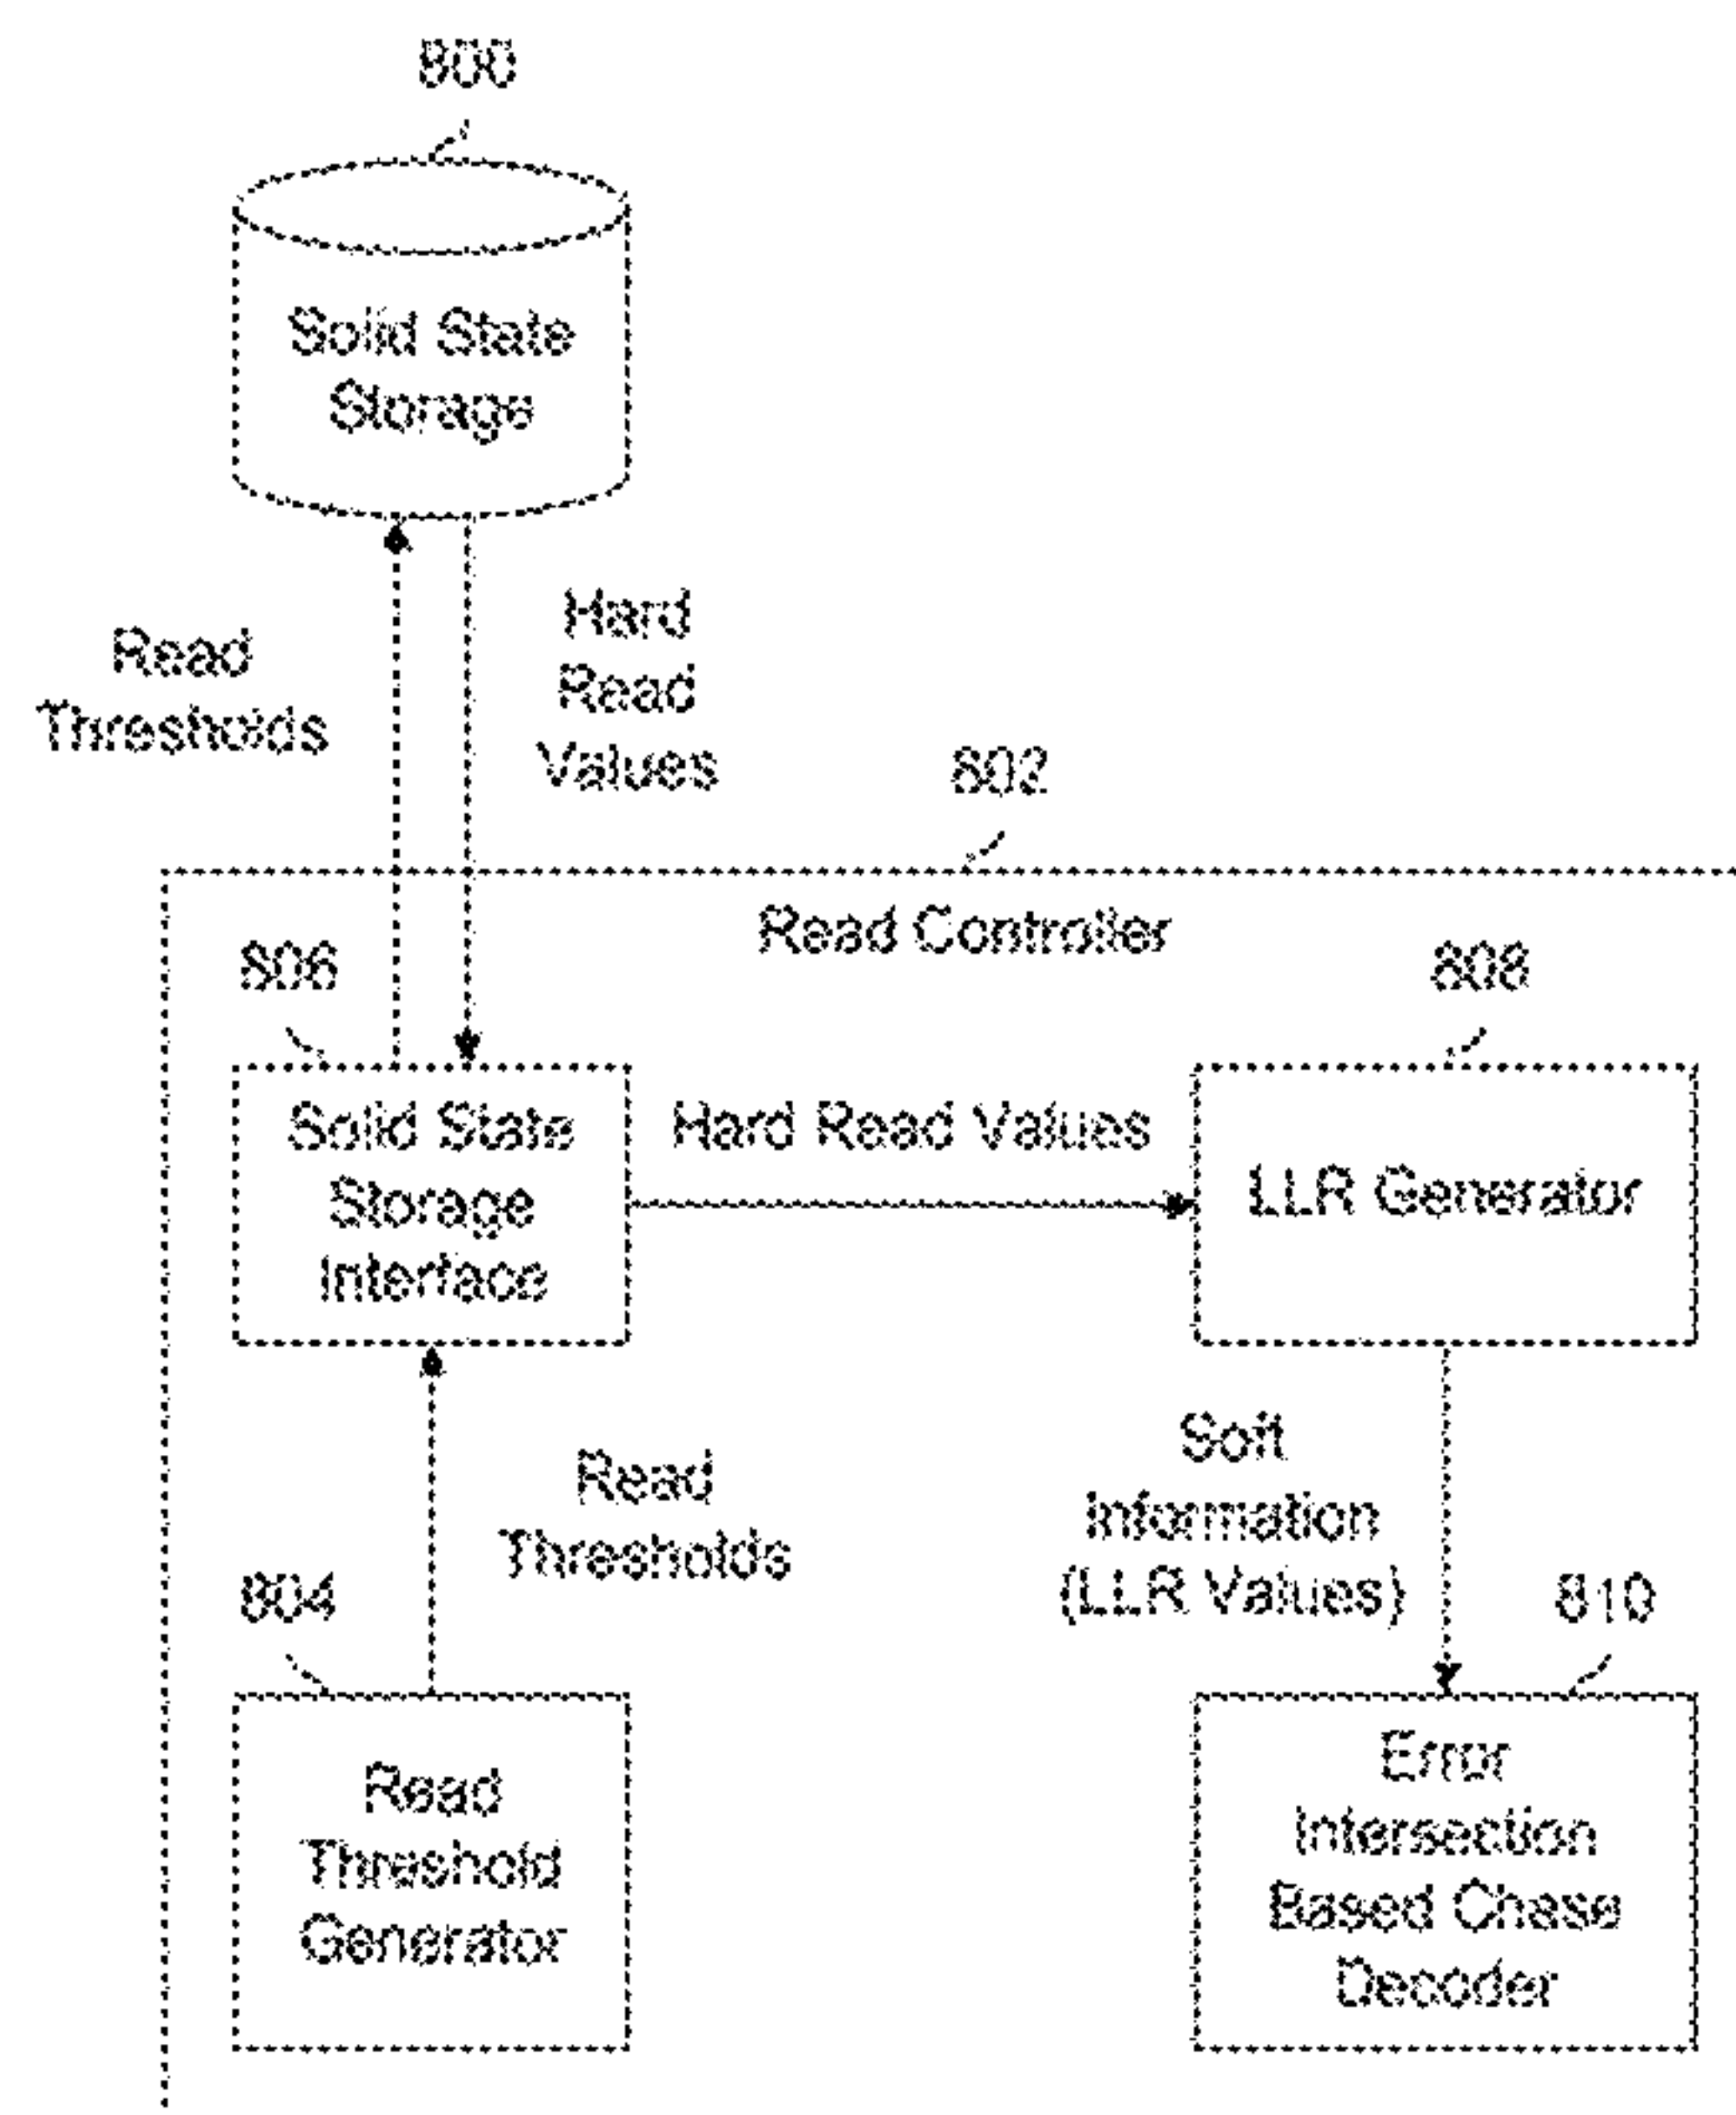 800
Solid State
Storage
Read
Thresholds
Hard
Read
Values
802
Read Controller
806
808
Solid State
Storage
Interface
Hard Read Values
LLR Generator
Read
Thresholds
Soft
Information
(LLR Values)
804
810
Read
Threshold
Generator
Error
Intersection
Based Chase
Decoder